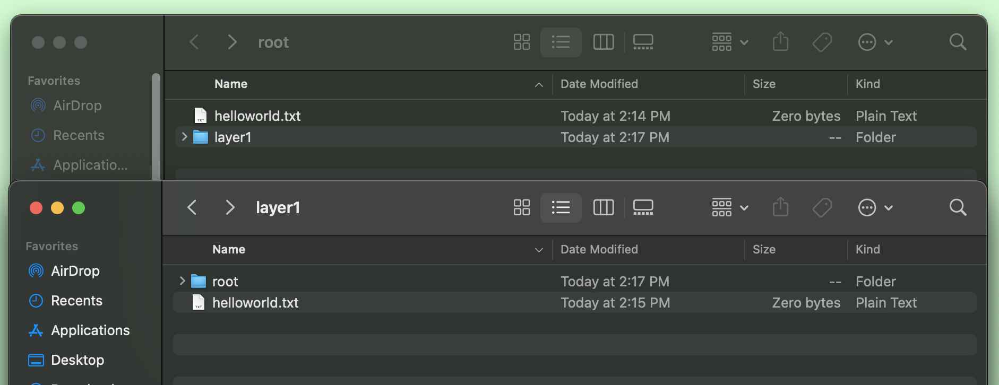 root
Favorites
AirDrop
Recents
Applicatio...
Name Date Modified Size Kind
helloworld.txt Today at 2:14 PM Zero bytes Plain Text
layer1 Today at 2:17 PM -- Folder
layer1
Favorites
AirDrop
Recents
Applications
Desktop
Name Date Modified Size Kind
root Today at 2:17 PM -- Folder
helloworld.txt Today at 2:15 PM Zero bytes Plain Text